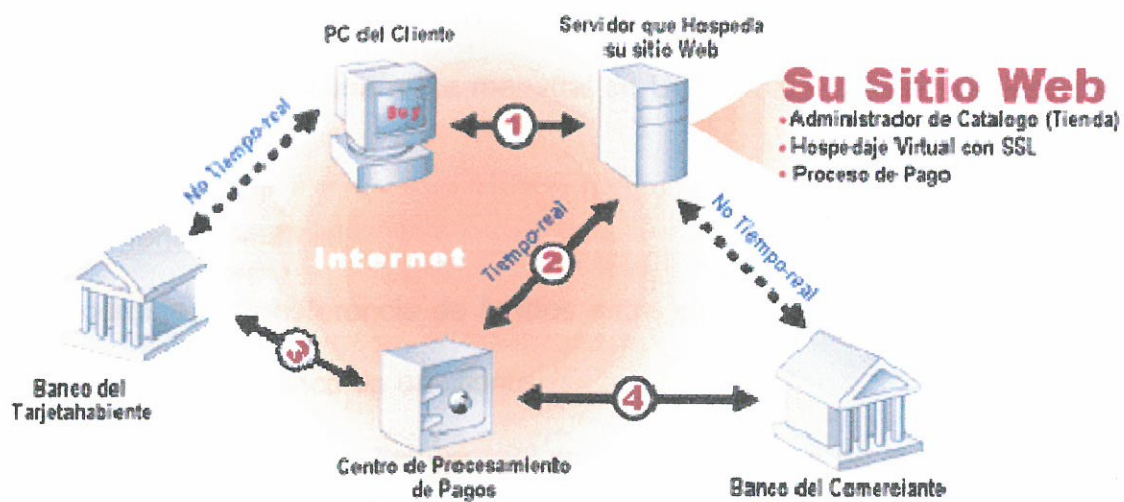 PC del Cliente
Servidor que Hospeda
su sitio Web
Su Sitio Web
• Administrador de Catalogo (Tienda)
• Hospedaje Virtual con SSL
• Proceso de Pago
Buy
1
No Tiempo-real
Internet
Tiempo-real
2
No Tiempo-real
3
Banco del
Tarjetahabiente
4
Centro de Procesamiento
de Pagos
Banco del Comerciante